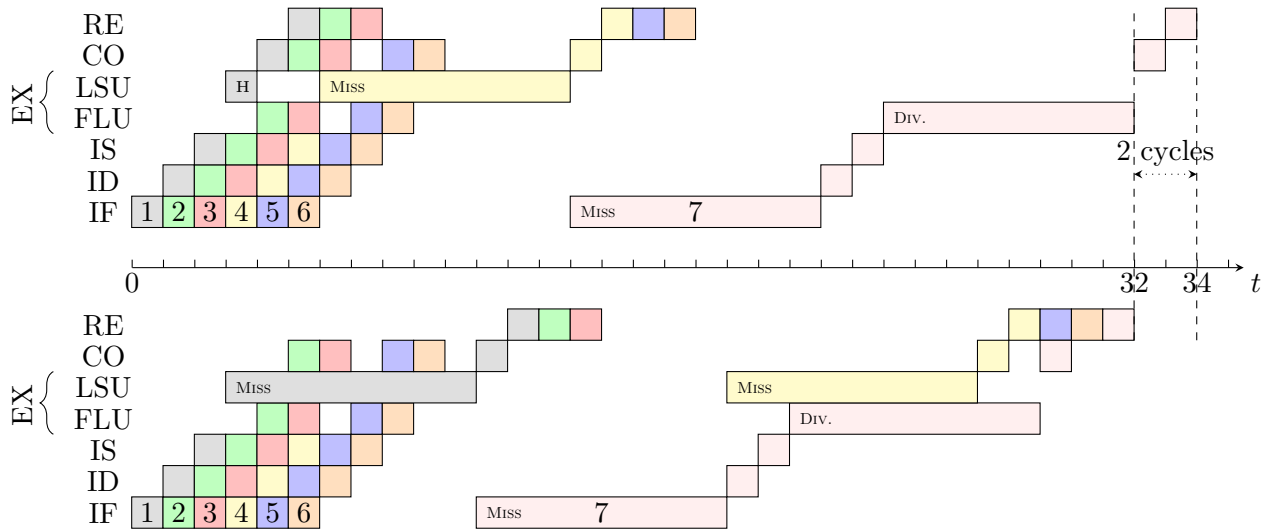 RE
CO
LSU H Miss
FLU Div.
EX
IS
ID
IF 1 2 3 4 5 6 Miss 7
2 cycles
0 32 34 t
RE
CO
LSU Miss Miss
FLU Div.
EX
IS
ID
IF 1 2 3 4 5 6 Miss 7